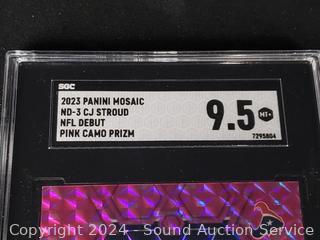 SGC
2023 PANINI MOSAIC
ND-3 CJ STROUD
NFL DEBUT
PINK CAMO PRIZM
9.5
MT+
7295804
Copyright 2024 - Sound Auction Service